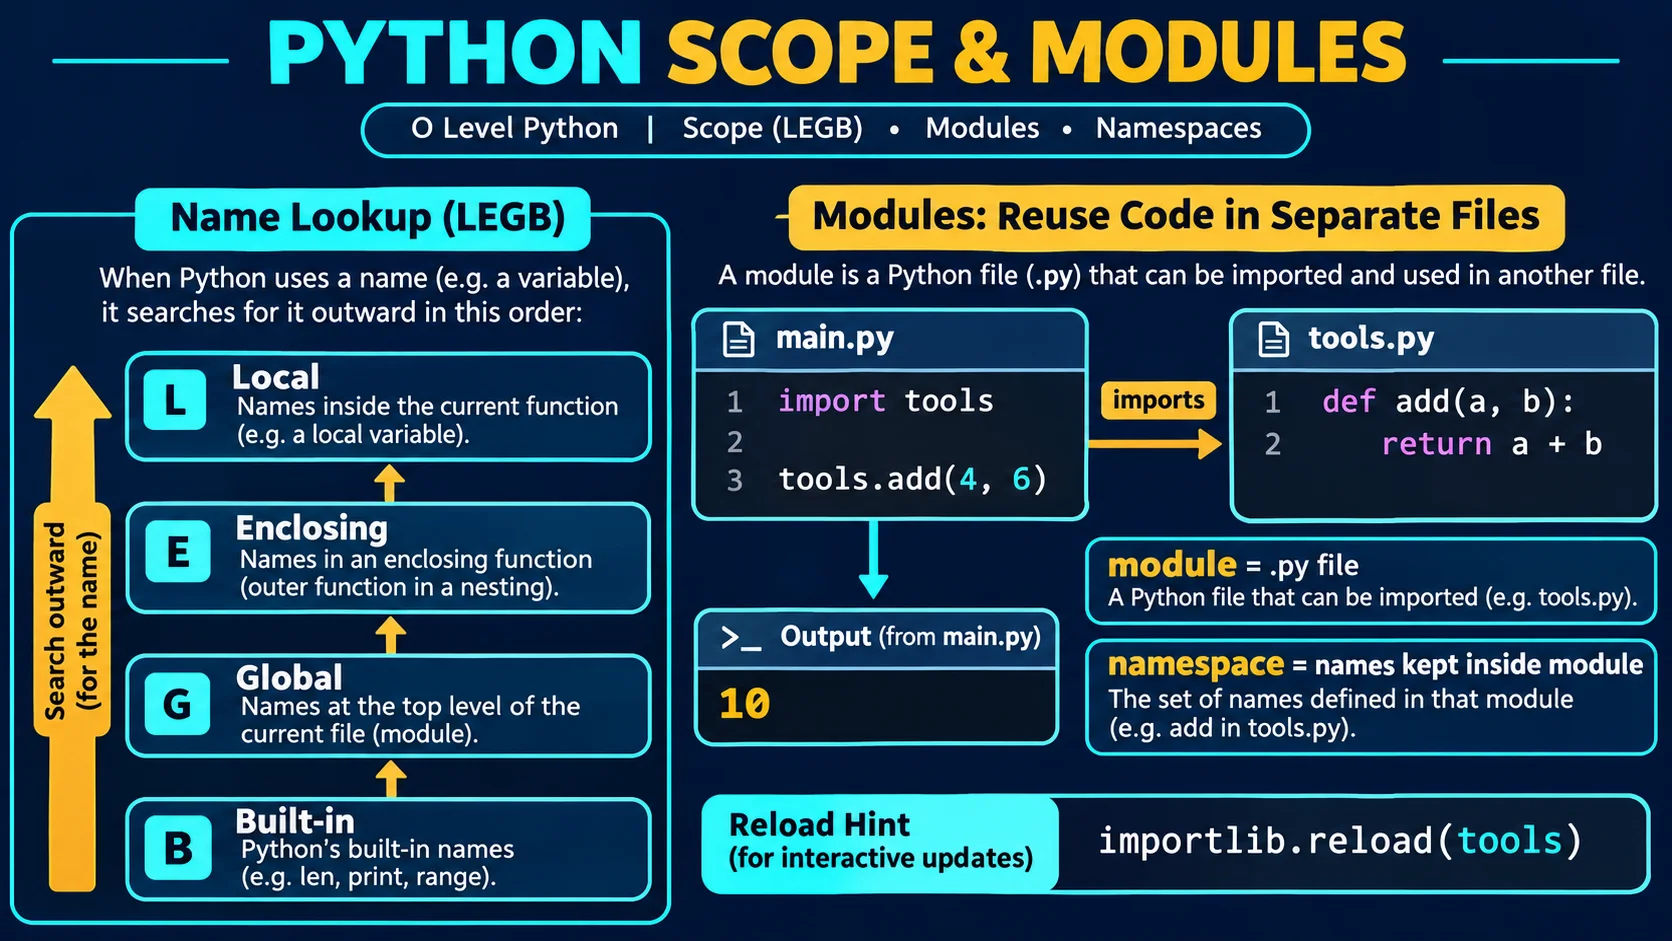 PYTHON SCOPE & MODULES
O Level Python | Scope (LEGB) • Modules • Namespaces
Name Lookup (LEGB)
When Python uses a name (e.g. a variable),
it searches for it outward in this order:
Search outward
(for the name)
L
Local
Names inside the current function
(e.g. a local variable).
E
Enclosing
Names in an enclosing function
(outer function in a nesting).
G
Global
Names at the top level of the
current file (module).
B
Built-in
Python's built-in names
(e.g. len, print, range).
Modules: Reuse Code in Separate Files
A module is a Python file (.py) that can be imported and used in another file.
main.py
1 import tools
2
3 tools.add(4, 6)
imports
tools.py
1 def add(a, b):
2 return a + b
>_ Output (from main.py)
10
module = .py file
A Python file that can be imported (e.g. tools.py).
namespace = names kept inside module
The set of names defined in that module
(e.g. add in tools.py).
Reload Hint
(for interactive updates)
importlib.reload(tools)